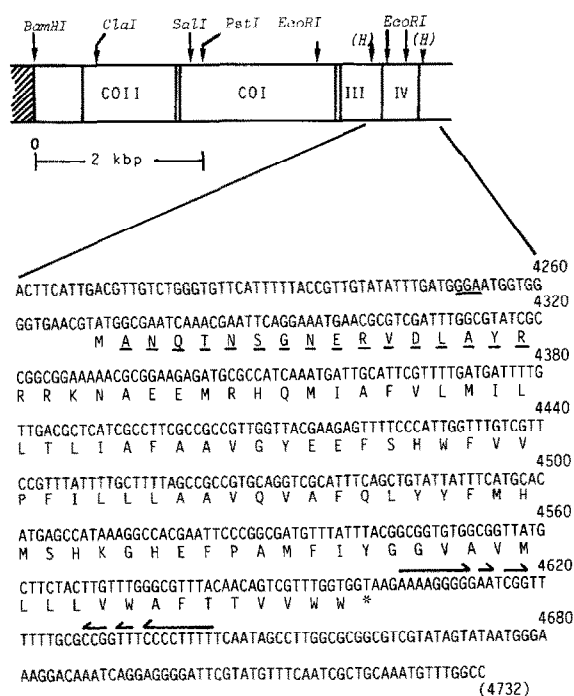 BamHI ClaI SalI PstI EcoRI (H) EcoRI (H)
COII COI III IV
0
2 kbp
4260
ACTTCATTGACGTTGTCTGGGTGTTCATTTTTACCGTTGTATATTTGATGGGAATGGTGG
4320
GGTGAACGTATGGCGAATCAAACGAATTCAGGAAATGAACGCGTCGATTTGGCGTATCGC
M A N Q T N S G N E R V D L A Y R
4380
CGGCGGAAAAACGCGGAAGAGATGCGCCATCAAATGATTGCATTCGTTTTGATGATTTTG
R R K N A E E M R H Q M I A F V L M I L
4440
TTGACGCTCATCGCCTTCGCCGCCGTTGGTTACGAAGAGTTTTCCCATTGGTTTGTCGTT
L T L I A F A A V G Y E E F S H W F V V
4500
CCGTTTATTTTGCTTTTAGCCGCCGTGCAGGTCGCATTTCAGCTGTATTATTTCATGCAC
P F I L L L A A V Q V A F Q L Y Y F M H
4560
ATGAGCCATAAAGGCCACGAATTCCCGGCGATGTTTATTTACGGCGGTGTGGCGGTTATG
M S H K G H E F P A M F I Y G G V A V M
4620
CTTCTACTTGTTTGGGCGTTTACAACAGTCGTTTGGTGGTAAGAAAAGGGGGAATCGGTT
L L L V W A F T T V V W W *
4680
TTTTGCGCCGGTTTCCCCTTTTTCAATAGCCTTGGCGCGGCGTCGTATAGTATAATGGGA
AAGGACAAATCAGGAGGGGATTCGTATGTTTCAATCGCTGCAAATGTTTGGCC
(4732)